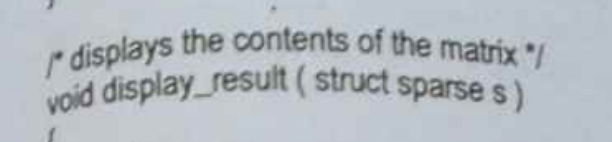 }
/* displays the contents of the matrix */
void display_result ( struct sparse s )
{